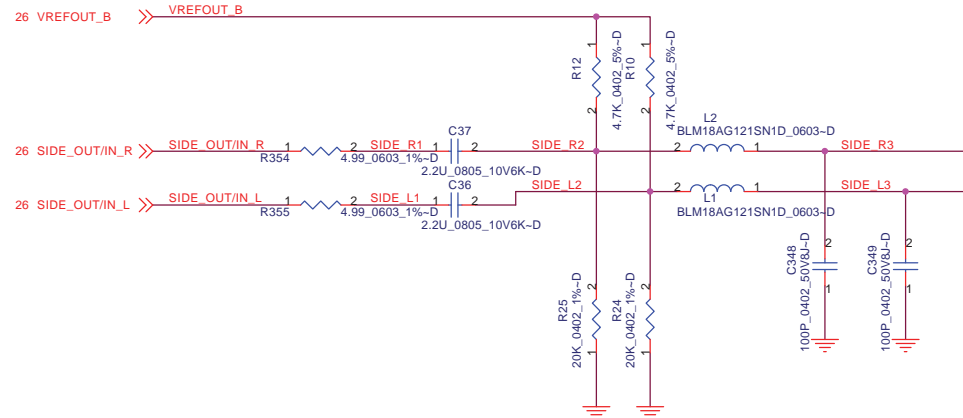 26 VREFOUT_B
VREFOUT_B
R12
1
2
4.7K_0402_5%~D
R10
1
2
4.7K_0402_5%~D
26 SIDE_OUT/IN_R
SIDE_OUT/IN_R
1
R354
2
4.99_0603_1%~D
SIDE_R1
1
C37
2
2.2U_0805_10V6K~D
SIDE_R2
L2
BLM18AG121SN1D_0603~D
2
1
SIDE_R3
26 SIDE_OUT/IN_L
SIDE_OUT/IN_L
1
R355
2
4.99_0603_1%~D
SIDE_L1
1
C36
2
2.2U_0805_10V6K~D
SIDE_L2
2
1
L1
BLM18AG121SN1D_0603~D
SIDE_L3
R25
2
1
20K_0402_1%~D
R24
2
1
20K_0402_1%~D
C348
2
1
100P_0402_50V8J~D
C349
2
1
100P_0402_50V8J~D